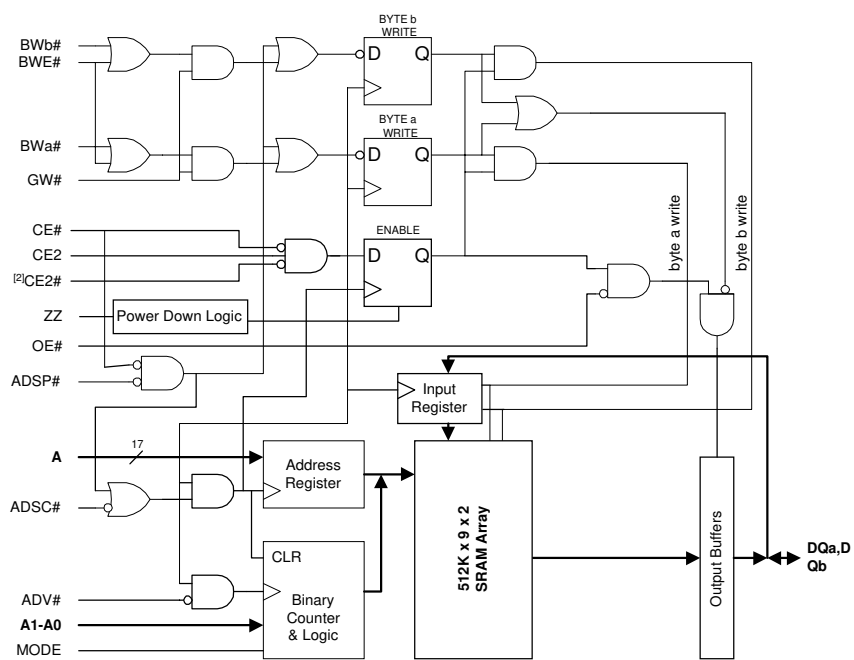 BYTE b
WRITE
BWb#
BWE#
D Q
BYTE a
WRITE
BWa#
GW#
D Q
CE#
CE2
[2]CE2#
ENABLE
D Q
byte a write
byte b write
ZZ
Power Down Logic
OE#
ADSP#
Input
Register
A
17
Address
Register
ADSC#
512K x 9 x 2
SRAM Array
Output Buffers
DQa,D
Qb
CLR
Binary
Counter
& Logic
ADV#
A1-A0
MODE